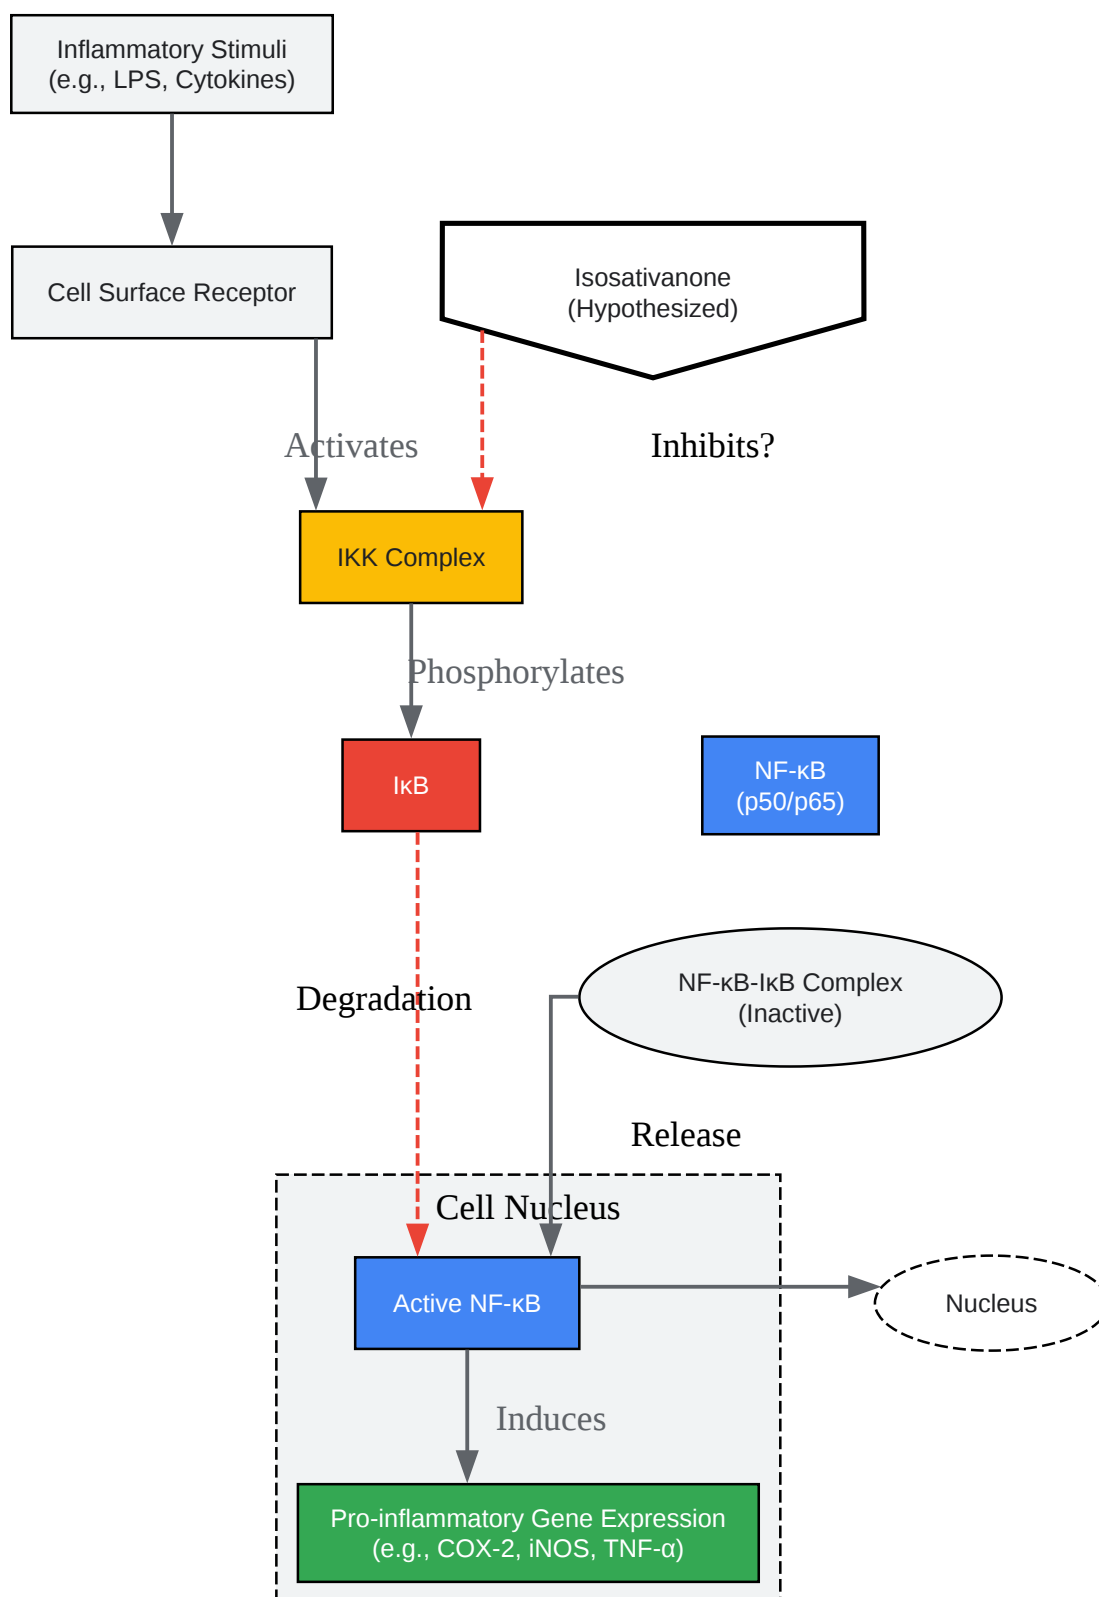 Inflammatory Stimuli
(e.g., LPS, Cytokines)
Cell Surface Receptor
Isosativanone
(Hypothesized)
Activates
Inhibits?
IKK Complex
Phosphorylates
IκB
NF-κB
(p50/p65)
NF-κB-IκB Complex
(Inactive)
Degradation
Release
Cell Nucleus
Active NF-κB
Nucleus
Induces
Pro-inflammatory Gene Expression
(e.g., COX-2, iNOS, TNF-α)